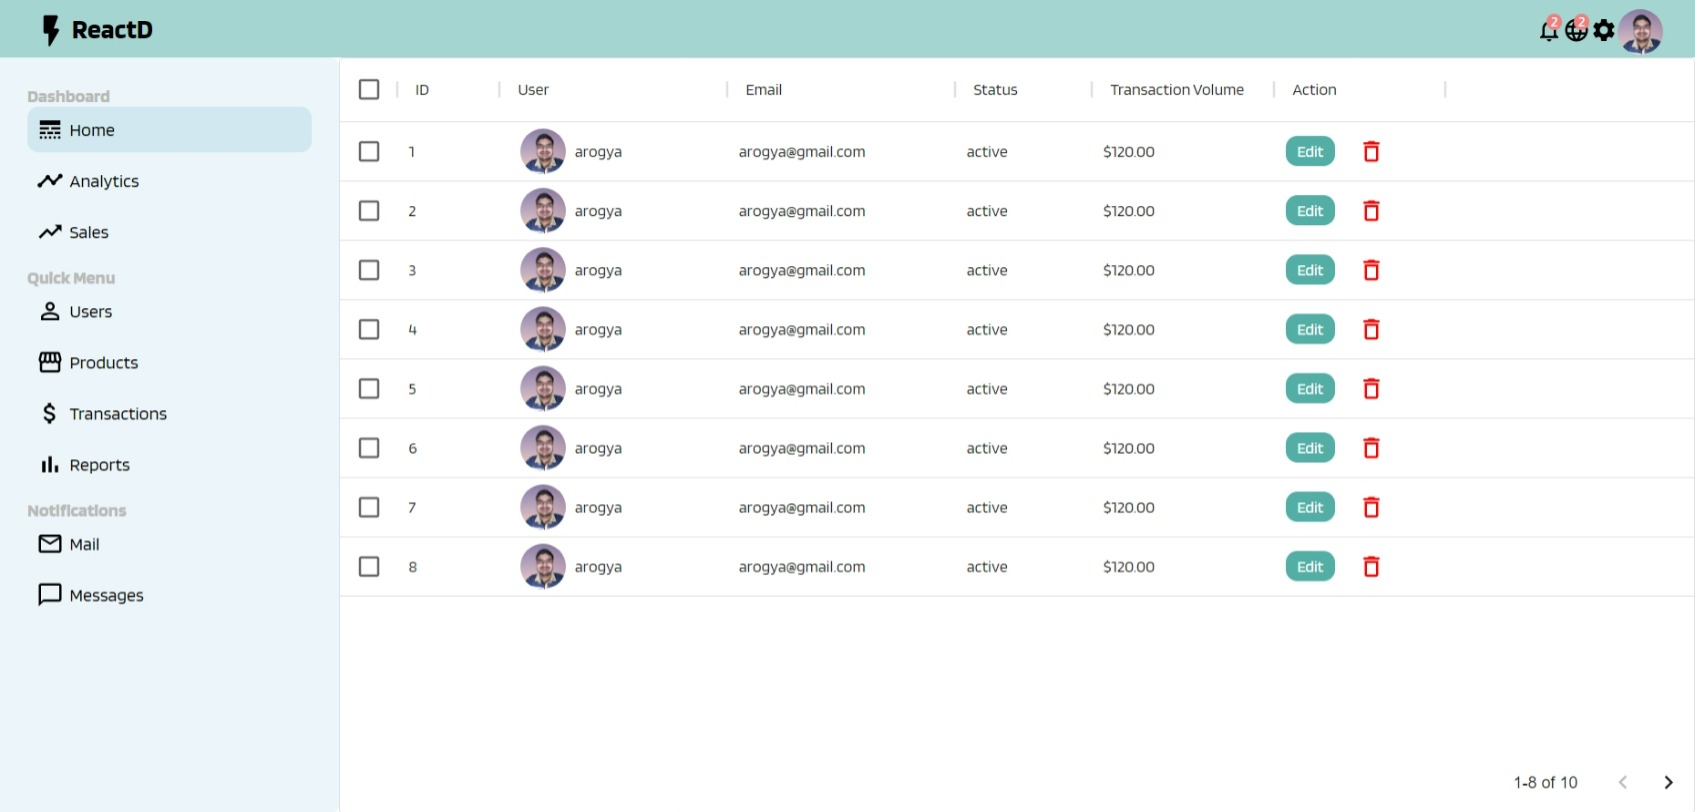 ReactD
2 2
Dashboard
Home
Analytics
Sales
Quick Menu
Users
Products
Transactions
Reports
Notifications
Mail
Messages
ID User Email Status Transaction Volume Action
1 arogya arogya@gmail.com active $120.00 Edit
2 arogya arogya@gmail.com active $120.00 Edit
3 arogya arogya@gmail.com active $120.00 Edit
4 arogya arogya@gmail.com active $120.00 Edit
5 arogya arogya@gmail.com active $120.00 Edit
6 arogya arogya@gmail.com active $120.00 Edit
7 arogya arogya@gmail.com active $120.00 Edit
8 arogya arogya@gmail.com active $120.00 Edit
1-8 of 10